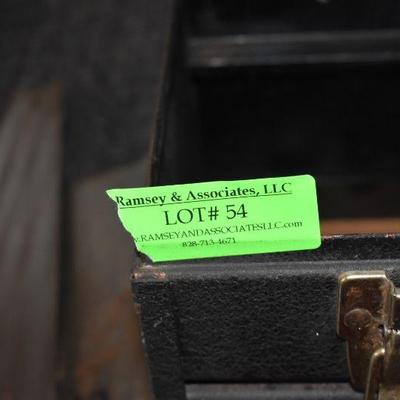 Ramsey & Associates, LLC
LOT# 54
.RAMSEYANDASSOCIATESLLC.com
828-713-4671